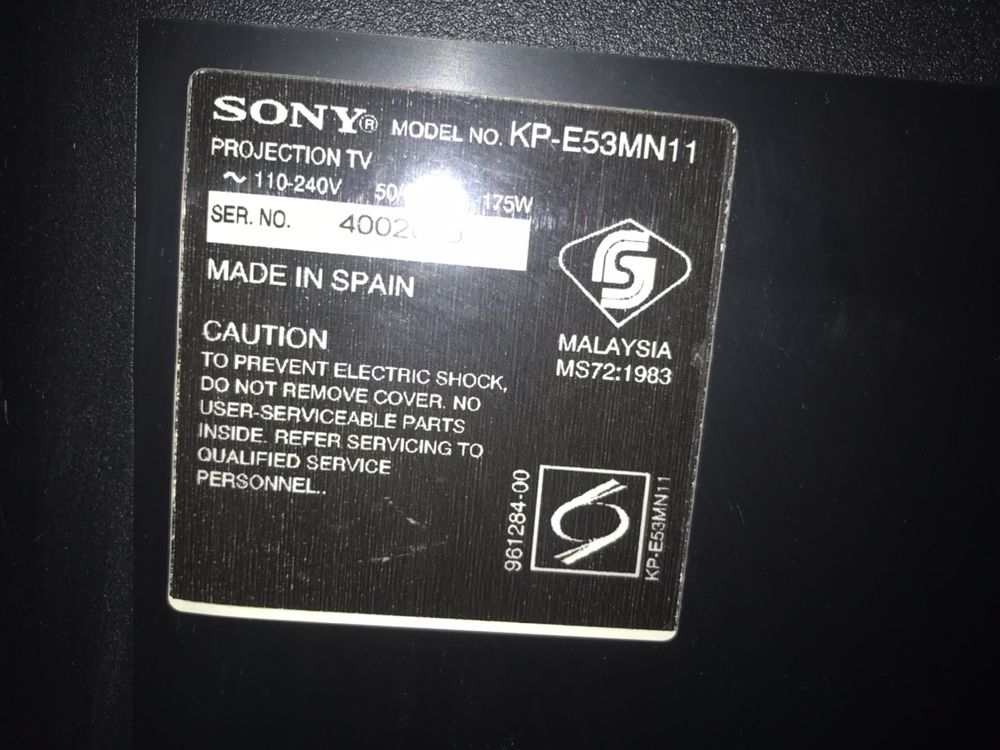 SONY® MODEL NO. KP-E53MN11
PROJECTION TV
~ 110-240V 175W
SER. NO.
MADE IN SPAIN
CAUTION
TO PREVENT ELECTRIC SHOCK,
DO NOT REMOVE COVER. NO
USER-SERVICEABLE PARTS
INSIDE. REFER SERVICING TO
QUALIFIED SERVICE
PERSONNEL..
MALAYSIA
MS72:1983
961284-00
KP-E53MN11